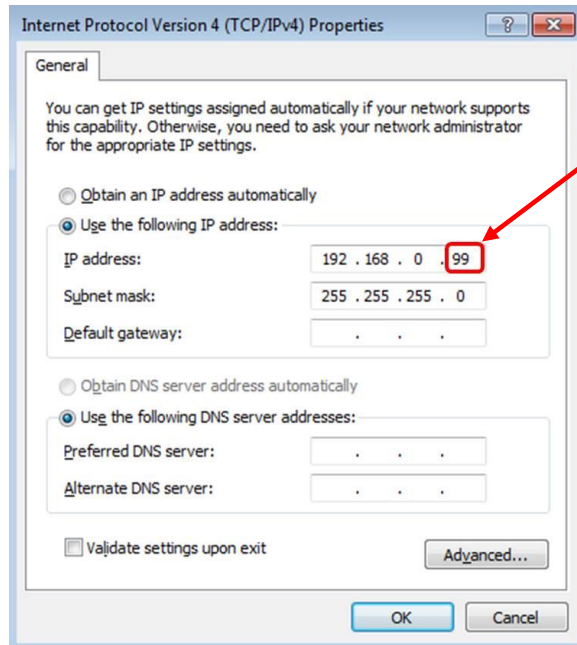 Internet Protocol Version 4 (TCP/IPv4) Properties
General
You can get IP settings assigned automatically if your network supports
this capability. Otherwise, you need to ask your network administrator
for the appropriate IP settings.
Obtain an IP address automatically
Use the following IP address:
IP address: 192 . 168 . 0 . 99
Subnet mask: 255 . 255 . 255 . 0
Default gateway: . . .
Obtain DNS server address automatically
Use the following DNS server addresses:
Preferred DNS server: . . .
Alternate DNS server: . . .
Validate settings upon exit
Advanced...
OK Cancel